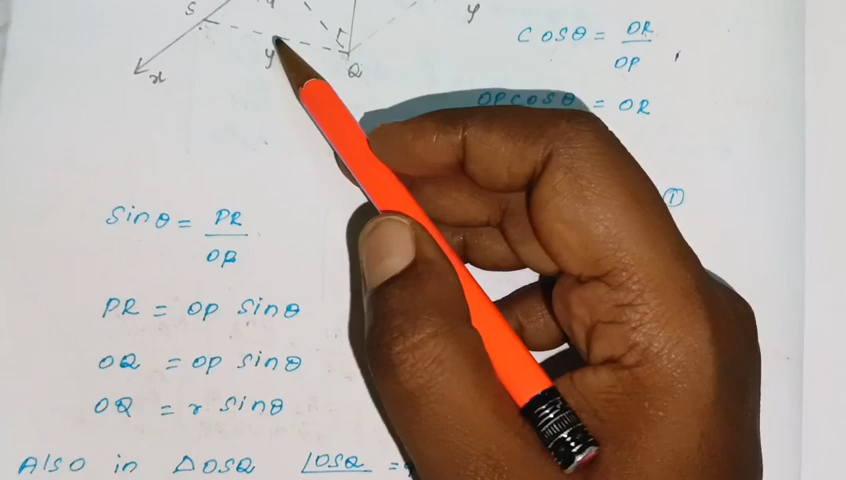 S
x
y
Q
y
cosθ = OR
OP
OPcosθ = OR
①
sinθ = PR
OP
PR = OP sinθ
OQ = OP sinθ
OQ = r sinθ
Also in △OSQ ∠OSQ =